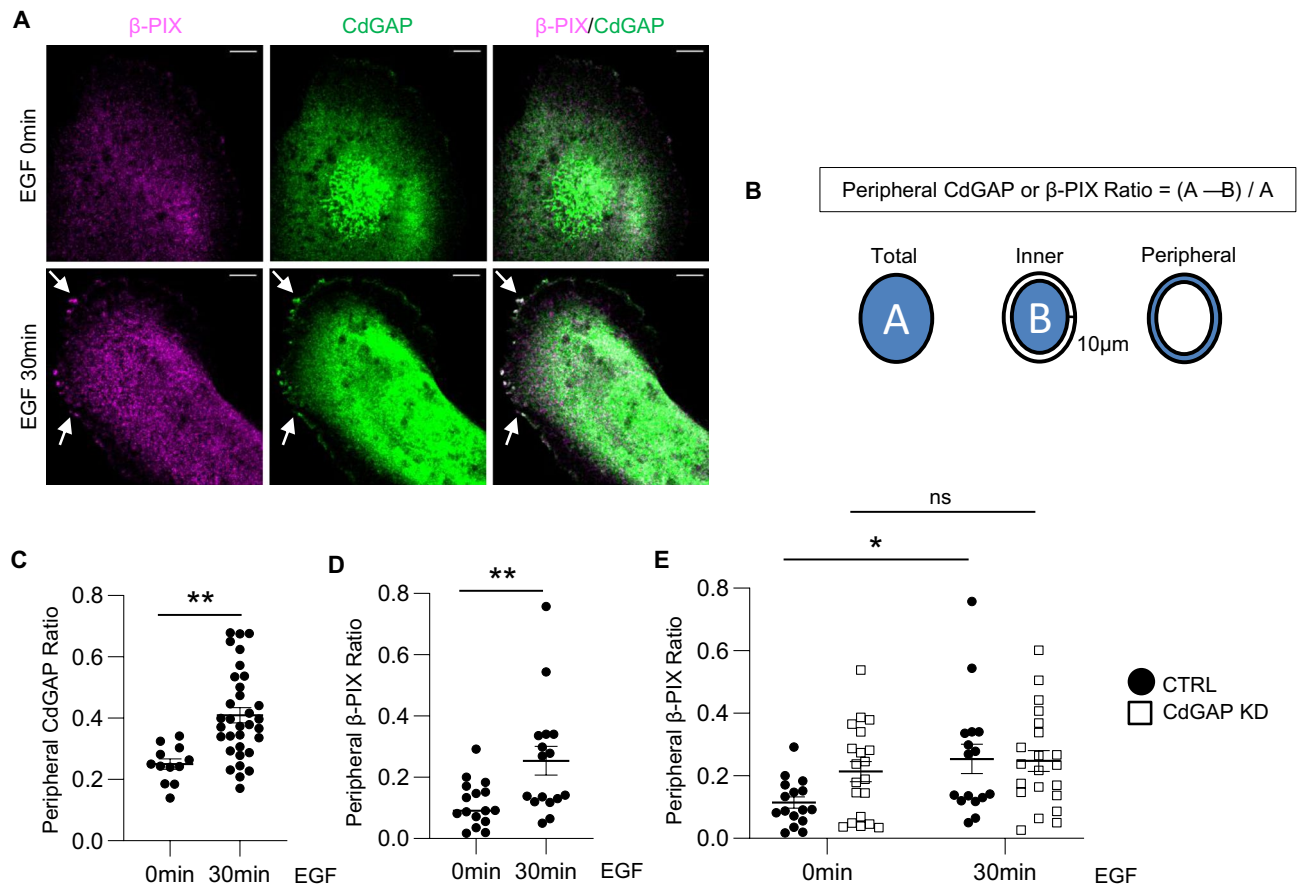 A
β-PIX
CdGAP
β-PIX/CdGAP
EGF 0min
EGF 30min
B
Peripheral CdGAP or β-PIX Ratio = (A —B) / A
Total
Inner
Peripheral
A
B
10μm
C
Peripheral CdGAP Ratio
0.8
0.6
0.4
0.2
0.0
**
0min
30min
EGF
D
Peripheral β-PIX Ratio
0.8
0.6
0.4
0.2
0.0
**
0min
30min
EGF
E
Peripheral β-PIX Ratio
0.8
0.6
0.4
0.2
0.0
ns
*
0min
30min
EGF
CTRL
CdGAP KD